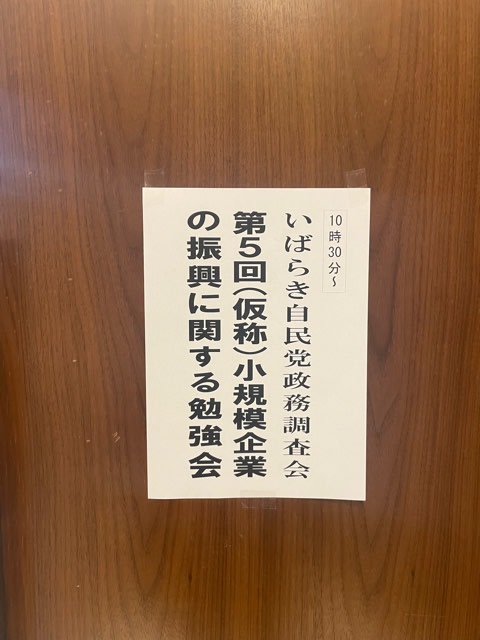 10時30分～
いばらき自民党政務調査会
第5回(仮称)小規模企業
の振興に関する勉強会